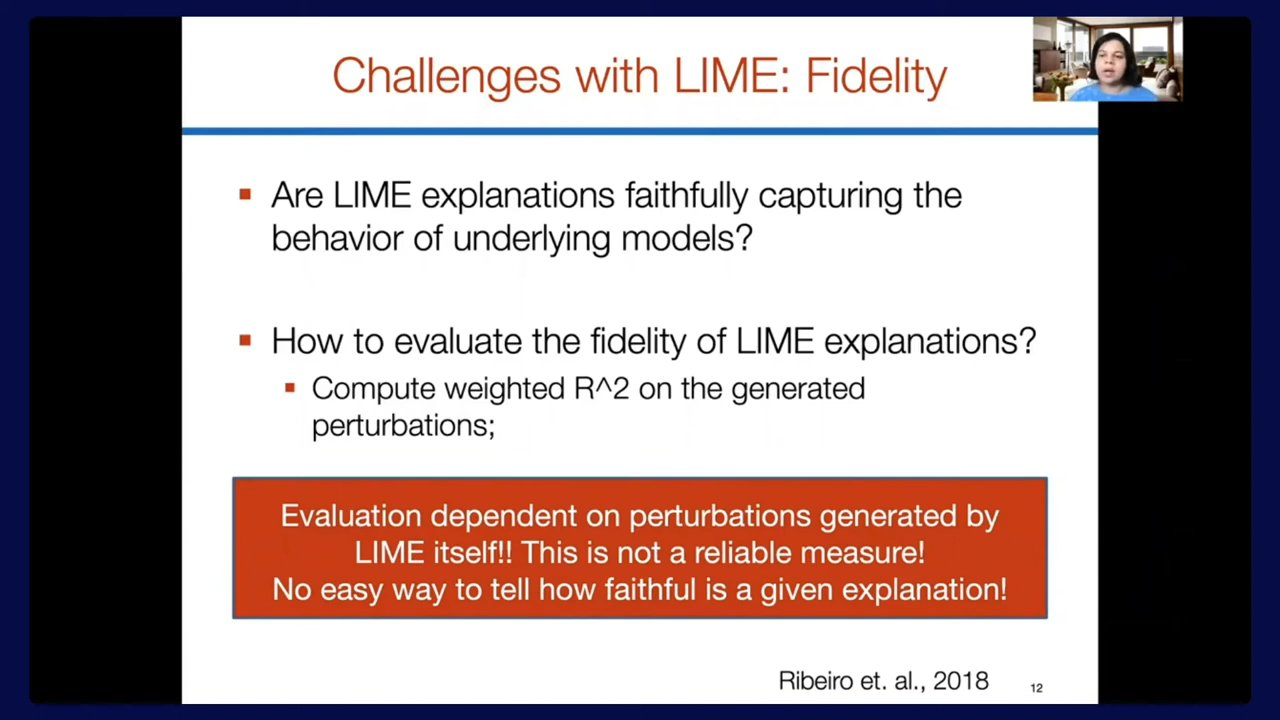 Challenges with LIME: Fidelity
Are LIME explanations faithfully capturing the
behavior of underlying models?
How to evaluate the fidelity of LIME explanations?
Compute weighted R^2 on the generated
perturbations;
Evaluation dependent on perturbations generated by
LIME itself!! This is not a reliable measure!
No easy way to tell how faithful is a given explanation!
Ribeiro et. al., 2018
12